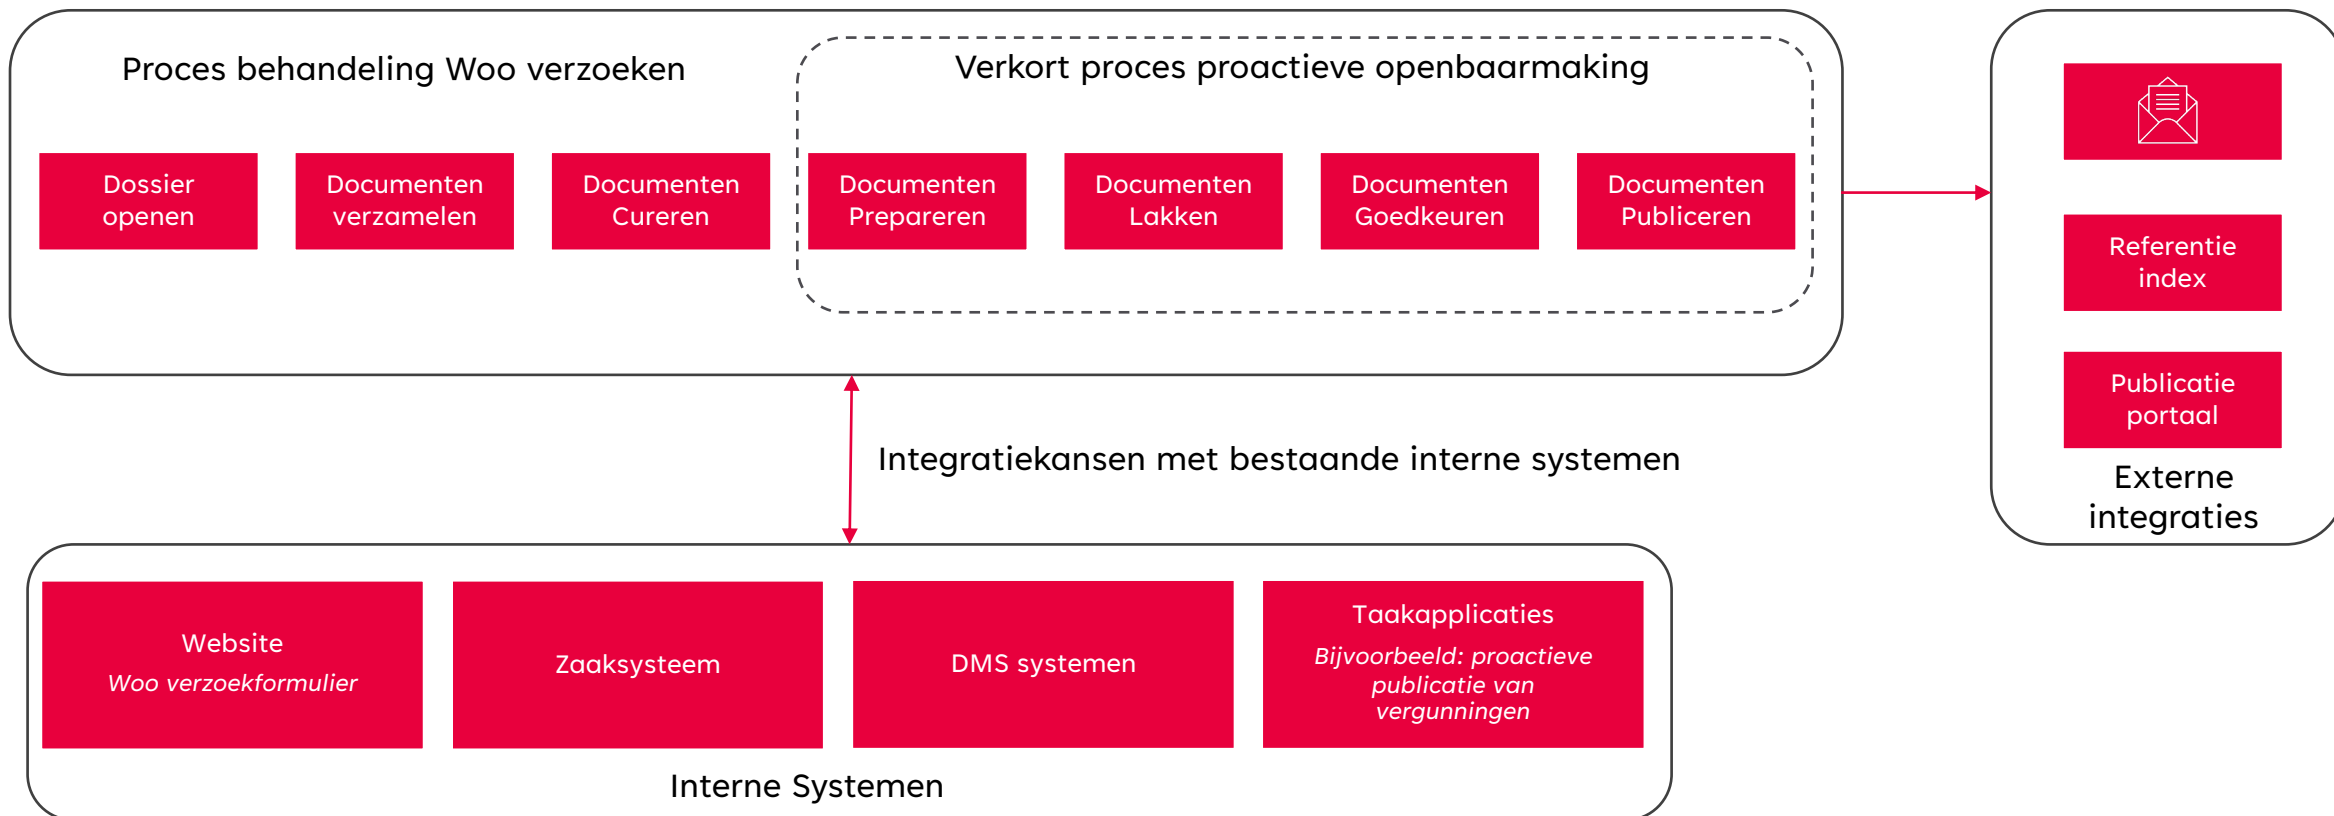 Proces behandeling Woo verzoeken
Verkort proces proactieve openbaarmaking
Dossier
openen
Documenten
verzamelen
Documenten
Cureren
Documenten
Prepareren
Documenten
Lakken
Documenten
Goedkeuren
Documenten
Publiceren
Referentie
index
Publicatie
portaal
Externe
integraties
Integratiekansen met bestaande interne systemen
Website
Woo verzoekformulier
Zaaksysteem
DMS systemen
Taakapplicaties
Bijvoorbeeld: proactieve
publicatie van
vergunningen
Interne Systemen